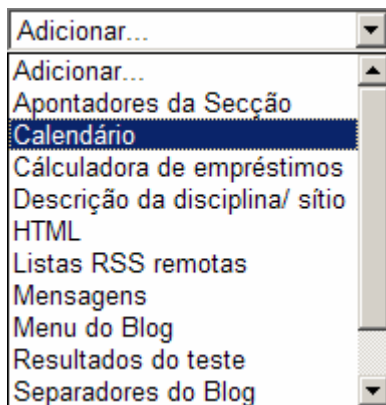 Adicionar...
Adicionar...
Apontadores da Secção
Calendário
Cálculadora de empréstimos
Descrição da disciplina/ sítio
HTML
Listas RSS remotas
Mensagens
Menu do Blog
Resultados do teste
Separadores do Blog